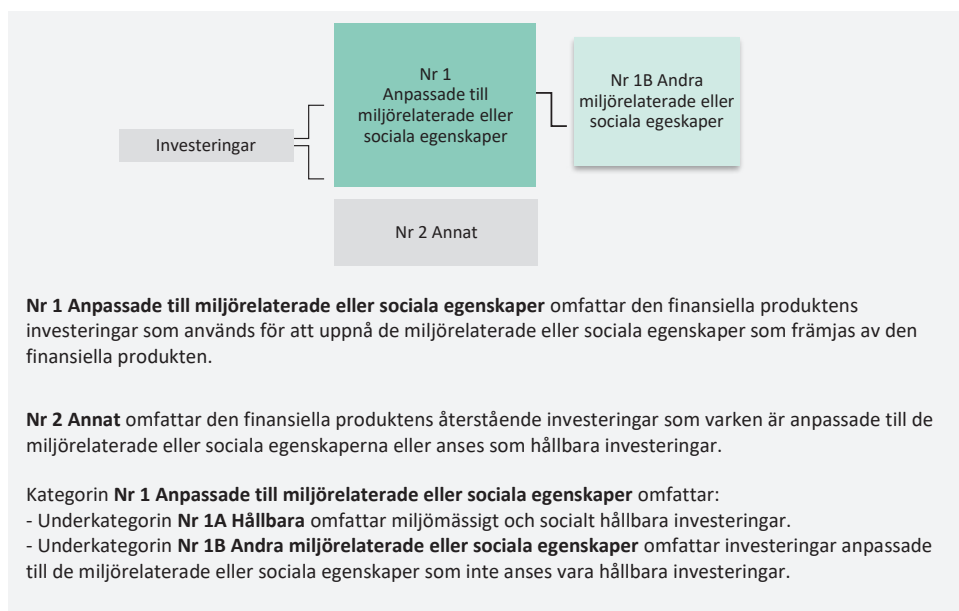 Nr 1
Anpassade till
miljörelaterade eller
sociala egenskaper
Nr 1B Andra
miljörelaterade eller
sociala egeskaper
Investeringar
Nr 2 Annat
Nr 1 Anpassade till miljörelaterade eller sociala egenskaper omfattar den finansiella produktens
investeringar som används för att uppnå de miljörelaterade eller sociala egenskaper som främjas av den
finansiella produkten.
Nr 2 Annat omfattar den finansiella produktens återstående investeringar som varken är anpassade till de
miljörelaterade eller sociala egenskaperna eller anses som hållbara investeringar.
Kategorin Nr 1 Anpassade till miljörelaterade eller sociala egenskaper omfattar:
- Underkategorin Nr 1A Hållbara omfattar miljömässigt och socialt hållbara investeringar.
- Underkategorin Nr 1B Andra miljörelaterade eller sociala egenskaper omfattar investeringar anpassade
till de miljörelaterade eller sociala egenskaper som inte anses vara hållbara investeringar.